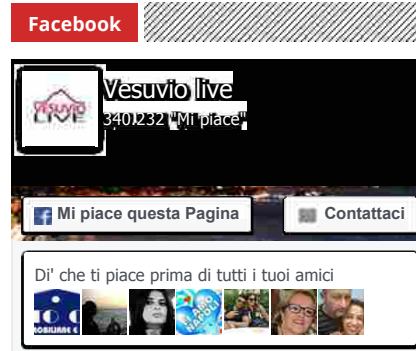 Facebook
VESUVIO
LIVE
Vesuvio live
340.232 "Mi piace"
Mi piace questa Pagina
Contattaci
Di' che ti piace prima di tutti i tuoi amici
NAPOLI